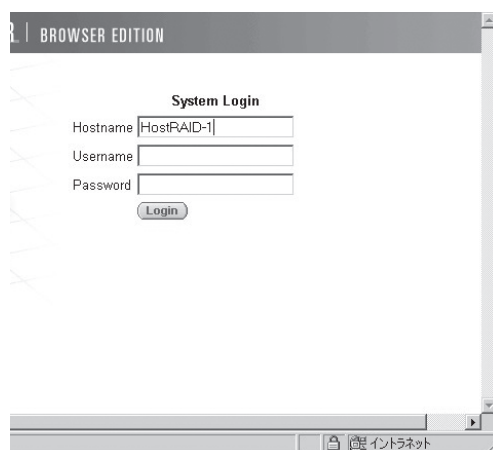 BROWSER EDITION
System Login
Hostname HostRAID-1
Username
Password
Login
イントラネット